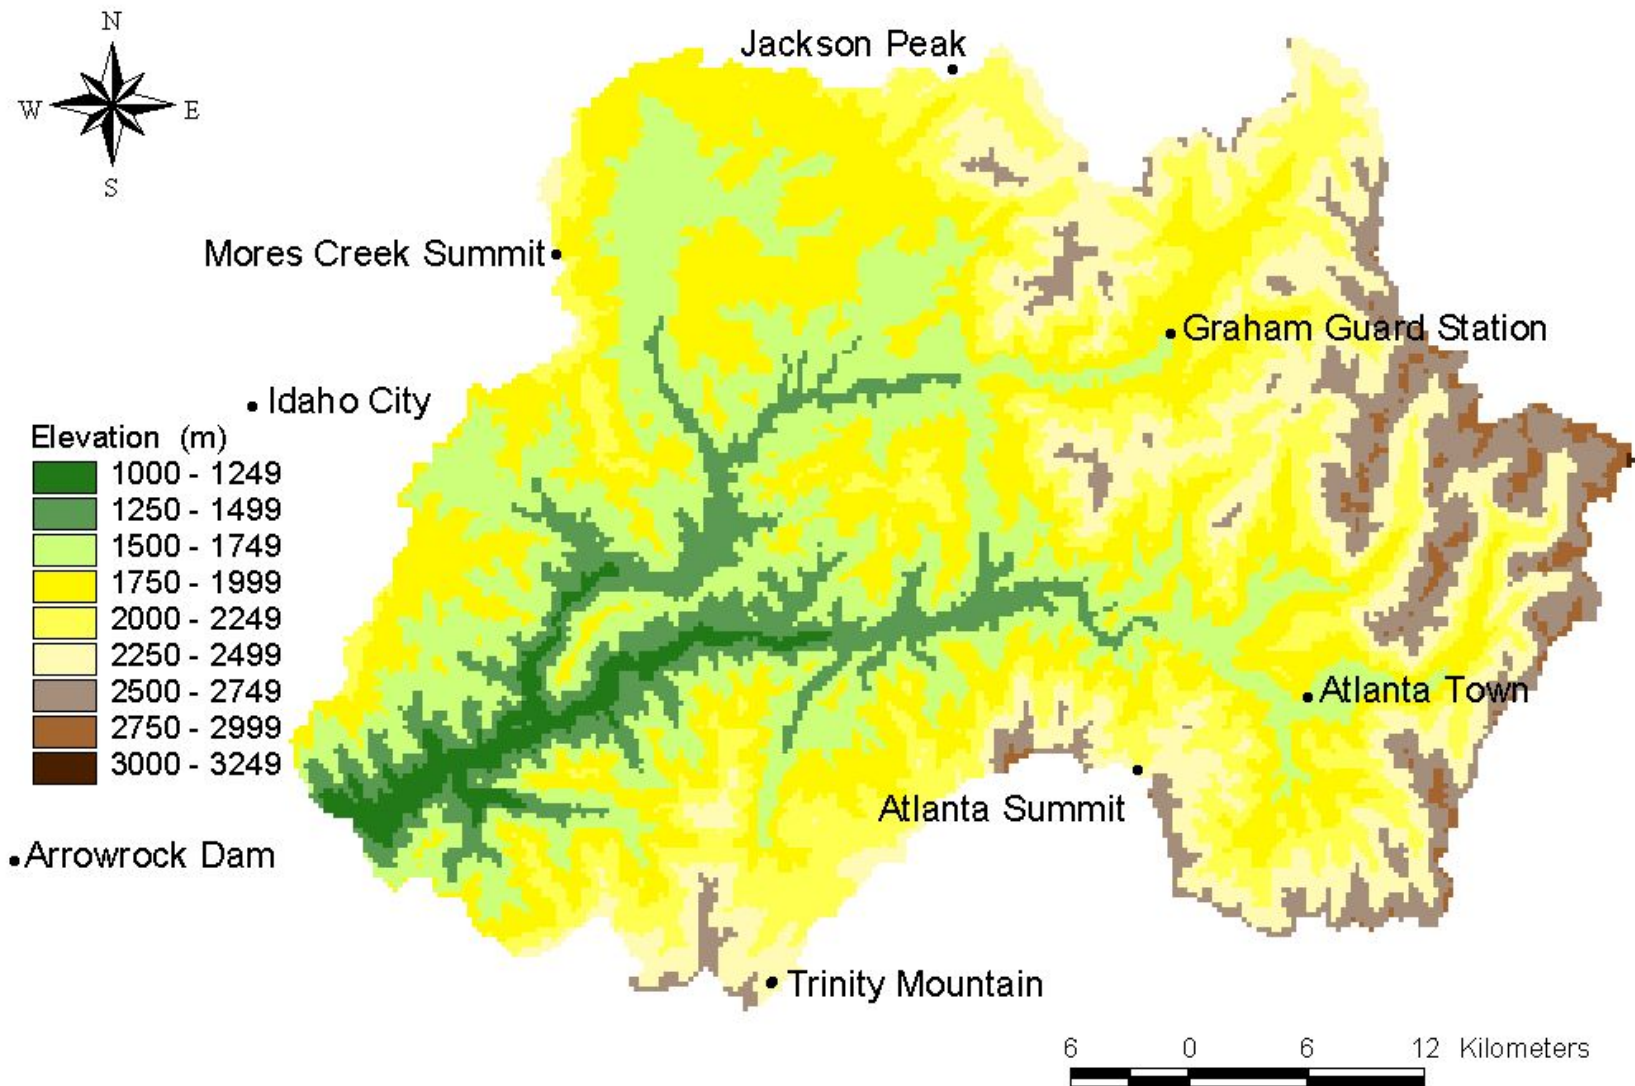 N
Jackson Peak
W E
S
Mores Creek Summit
Graham Guard Station
Idaho City
Elevation (m)
1000 - 1249
1250 - 1499
1500 - 1749
1750 - 1999
2000 - 2249
2250 - 2499
2500 - 2749
2750 - 2999
3000 - 3249
Atlanta Town
Atlanta Summit
Arrowrock Dam
Trinity Mountain
6 0 6 12 Kilometers